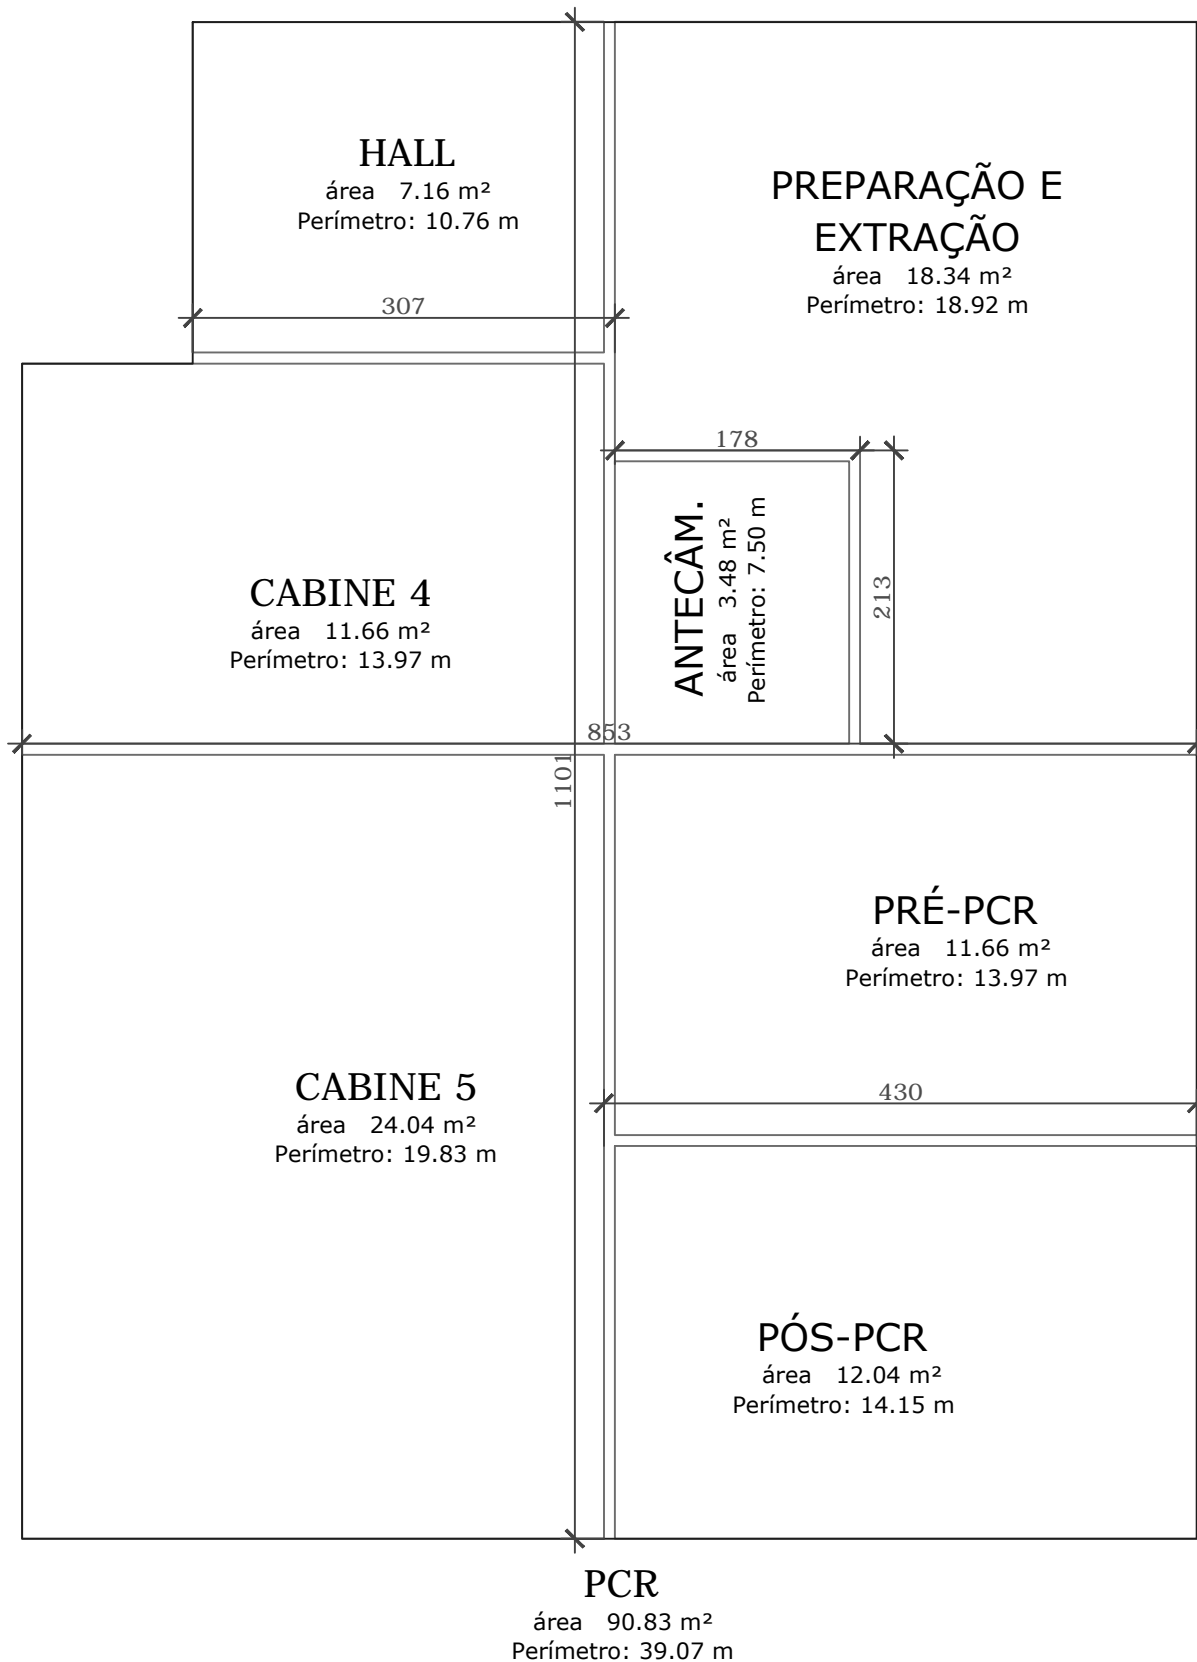 HALL
área 7.16 m²
Perímetro: 10.76 m
307
PREPARAÇÃO E
EXTRAÇÃO
área 18.34 m²
Perímetro: 18.92 m
178
ANTECÂM.
área 3.48 m²
Perímetro: 7.50 m
213
CABINE 4
área 11.66 m²
Perímetro: 13.97 m
853
1101
PRÉ-PCR
área 11.66 m²
Perímetro: 13.97 m
430
CABINE 5
área 24.04 m²
Perímetro: 19.83 m
PÓS-PCR
área 12.04 m²
Perímetro: 14.15 m
PCR
área 90.83 m²
Perímetro: 39.07 m